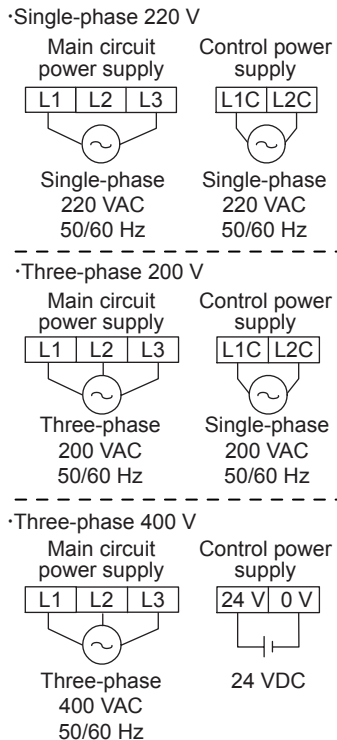 ·Single-phase 220 V
Main circuit
power supply
Control power
supply
L1 L2 L3
L1C L2C
Single-phase
220 VAC
50/60 Hz
Single-phase
220 VAC
50/60 Hz
·Three-phase 200 V
Main circuit
power supply
Control power
supply
L1 L2 L3
L1C L2C
Three-phase
200 VAC
50/60 Hz
Single-phase
200 VAC
50/60 Hz
·Three-phase 400 V
Main circuit
power supply
Control power
supply
L1 L2 L3
24 V 0 V
Three-phase
400 VAC
50/60 Hz
24 VDC